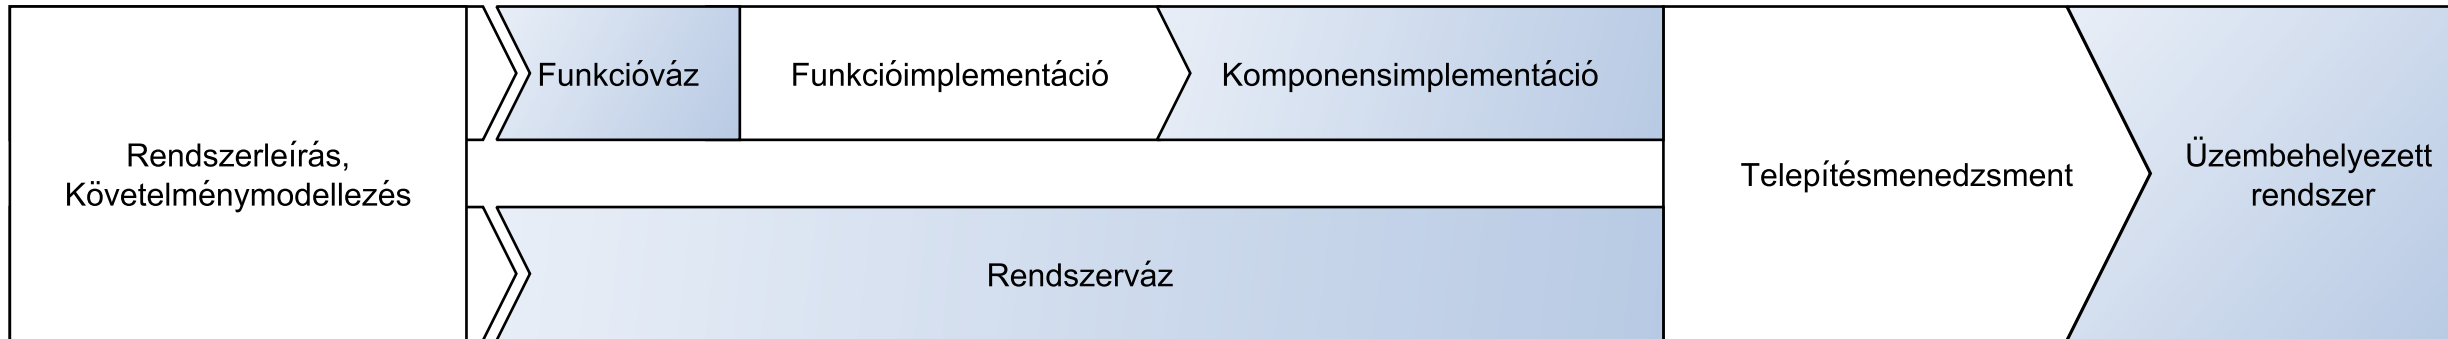 Rendszerleírás,
Követelménymodellezés
Funkcióváz
Funkcióimplementáció
Komponensimplementáció
Rendszerváz
Telepítésmenedzsment
Üzembehelyezett
rendszer